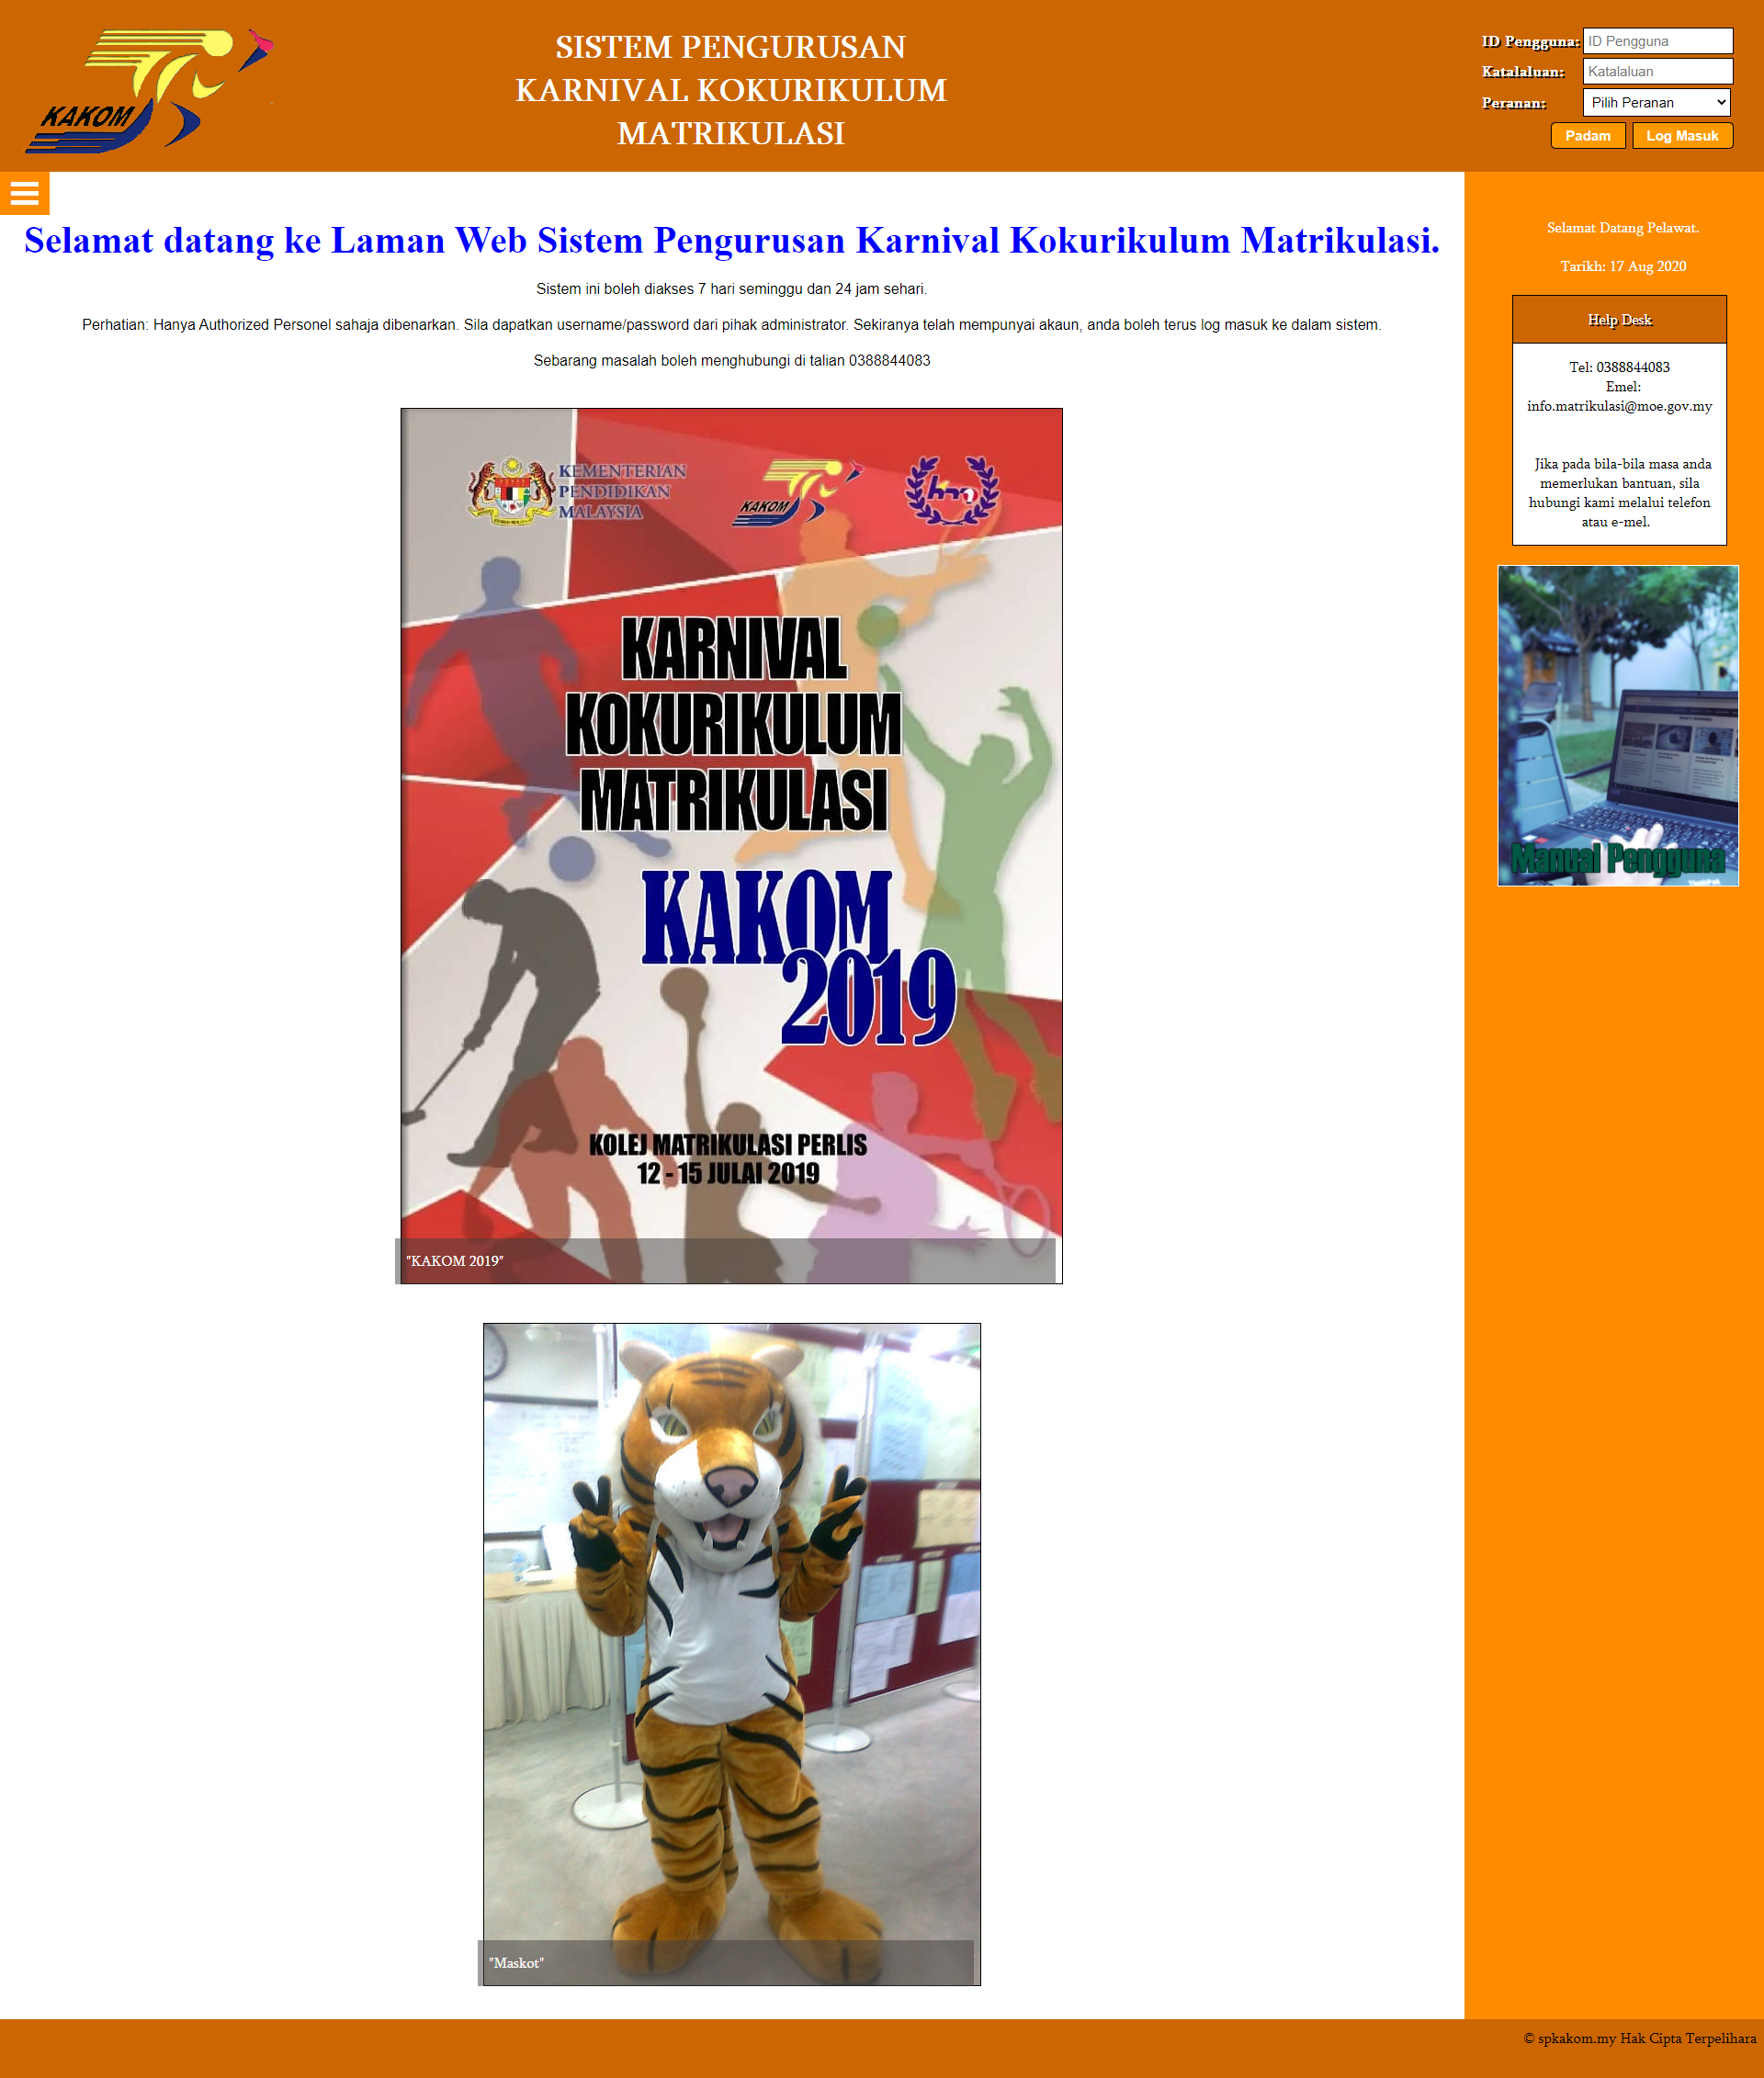 KAKOM
SISTEM PENGURUSAN
KARNIVAL KOKURIKULUM
MATRIKULASI
ID Pengguna: ID Pengguna
Katalaluan: Katalaluan
Peranan: Pilih Peranan
Padam Log Masuk
Selamat datang ke Laman Web Sistem Pengurusan Karnival Kokurikulum Matrikulasi.
Sistem ini boleh diakses 7 hari seminggu dan 24 jam sehari.
Perhatian: Hanya Authorized Personel sahaja dibenarkan. Sila dapatkan username/password dari pihak administrator. Sekiranya telah mempunyai akaun, anda boleh terus log masuk ke dalam sistem.
Sebarang masalah boleh menghubungi di talian 0388844083
KEMENTERIAN
PENDIDIKAN
MALAYSIA
KAKOM
KARNIVAL
KOKURIKULUM
MATRIKULASI
KAKOM
2019
KOLEJ MATRIKULASI PERLIS
12 - 15 JULAI 2019
"KAKOM 2019"
"Maskot"
Selamat Datang Pelawat.
Tarikh: 17 Aug 2020
Help Desk
Tel: 0388844083
Emel:
info.matrikulasi@moe.gov.my
Jika pada bila-bila masa anda
memerlukan bantuan, sila
hubungi kami melalui telefon
atau e-mel.
Manual Pengguna
© spkakom.my Hak Cipta Terpelihara